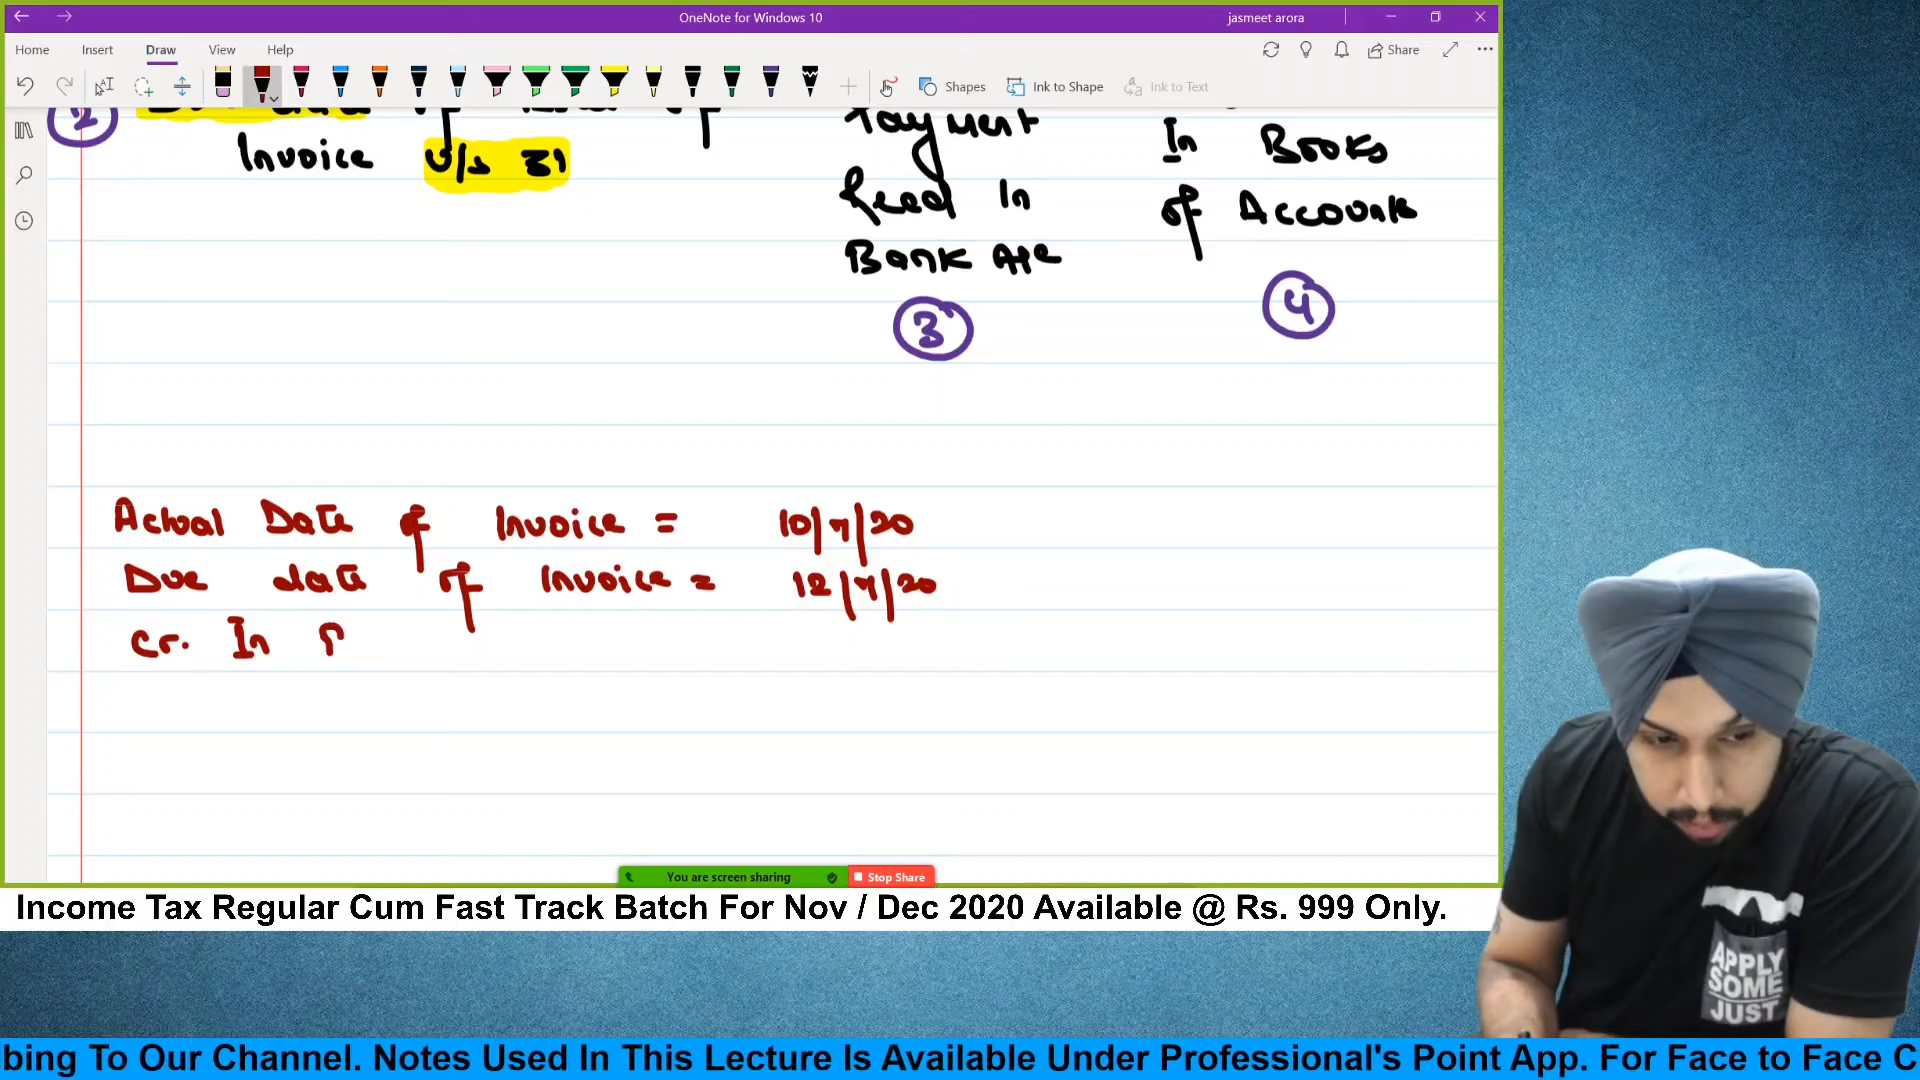 OneNote for Windows 10
jasmeet arora
Home Insert Draw View Help
Share
Shapes Ink to Shape Ink to Text
2
Invoice U/s 31
Payment
In Books
of Accounts
In
Bank A/c
3
4
Actual Date of Invoice = 10/7/20
Due date of Invoice = 12/7/20
Cr. In
You are screen sharing Stop Share
Income Tax Regular Cum Fast Track Batch For Nov / Dec 2020 Available @ Rs. 999 Only.
APPLY
SOME
JUST
bing To Our Channel. Notes Used In This Lecture Is Available Under Professional's Point App. For Face to Face C